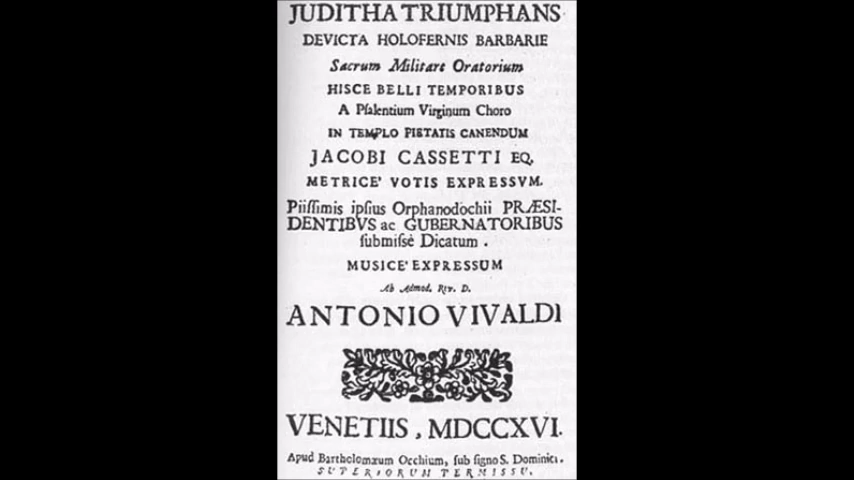 JUDITHA TRIUMPHANS
DEVICTA HOLOFERNIS BARBARIE
Sacrum Militare Oratorium
HISCE BELLI TEMPORIBUS
A Psalentium Virginum Choro
IN TEMPLO PIETATIS CANENDUM
JACOBI CASSETTI EQ.
METRICE' VOTIS EXPRESSVM.
Piissimis ipsius Orphanodochii PRÆSI-
DENTIBVS ac GUBERNATORIBUS
submissè Dicatum.
MUSICE' EXPRESSUM
Ab Admod. Rev. D.
ANTONIO VIVALDI
VENETIIS, MDCCXVI.
Apud Bartholomæum Occhium, sub signo S. Dominici.
SUPERIORUM PERMISSU.